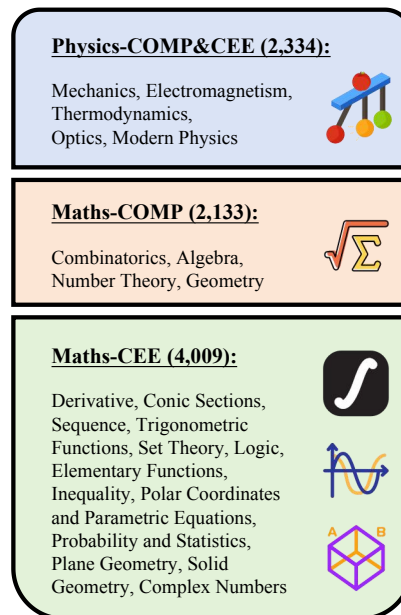 Physics-COMP&CEE (2,334):
Mechanics, Electromagnetism,
Thermodynamics,
Optics, Modern Physics
Maths-COMP (2,133):
Combinatorics, Algebra,
Number Theory, Geometry
Maths-CEE (4,009):
Derivative, Conic Sections,
Sequence, Trigonometric
Functions, Set Theory, Logic,
Elementary Functions,
Inequality, Polar Coordinates
and Parametric Equations,
Probability and Statistics,
Plane Geometry, Solid
Geometry, Complex Numbers
√Σ
∫
A B